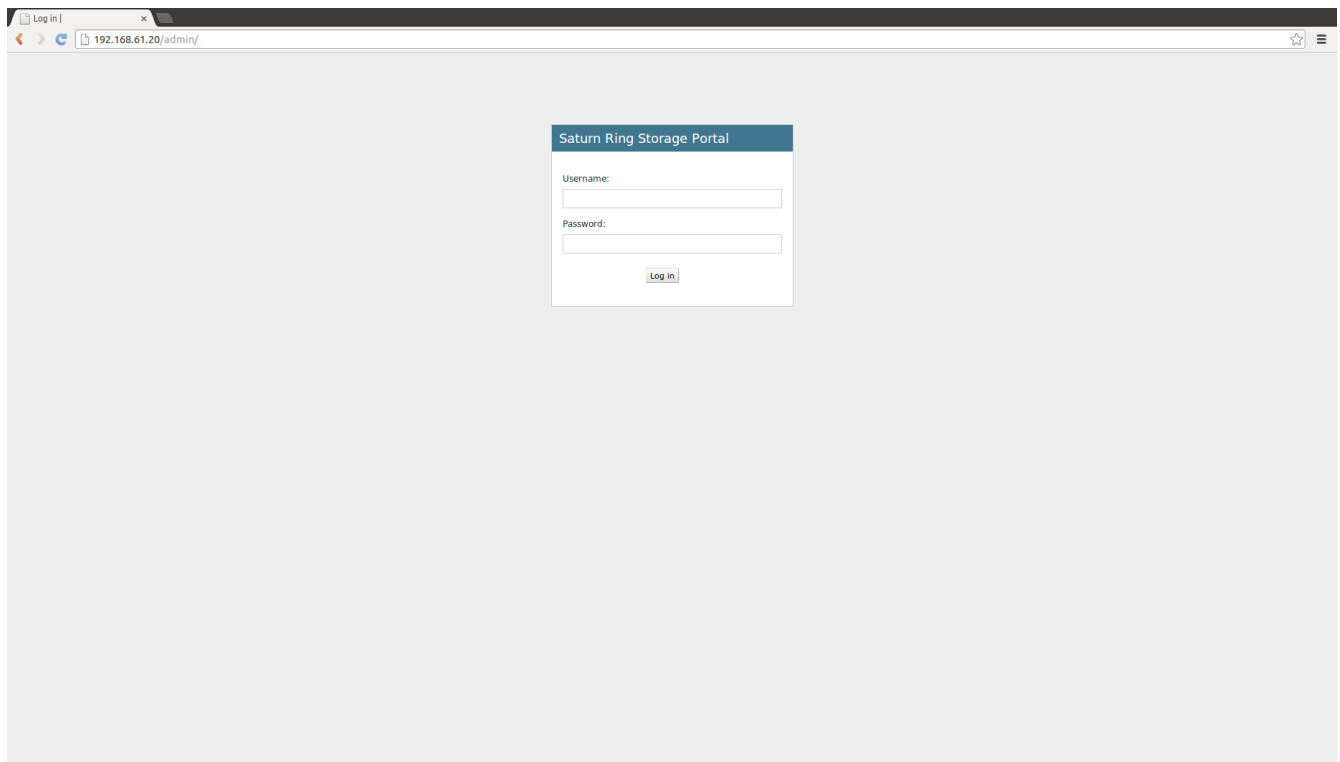 Log in |
192.168.61.20/admin/
Saturn Ring Storage Portal
Username:
Password:
Log in